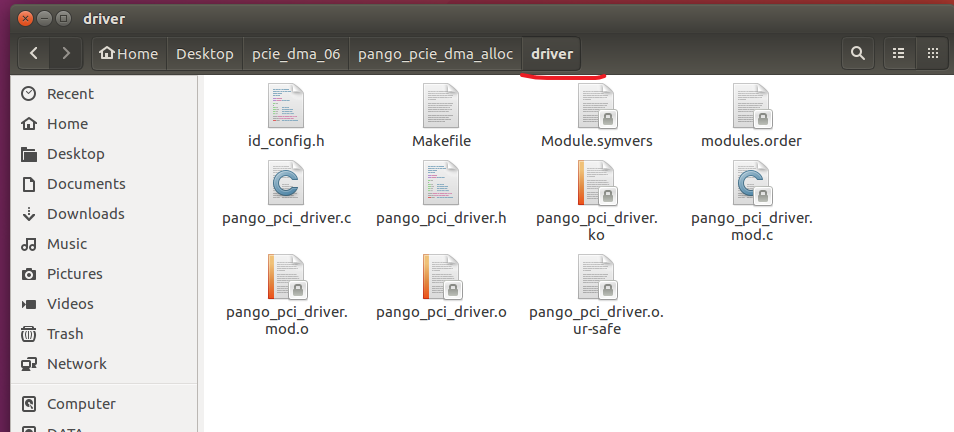 driver
Home
Desktop
pcie_dma_06
pango_pcie_dma_alloc
driver
Recent
Home
Desktop
Documents
Downloads
Music
Pictures
Videos
Trash
Network
Computer
DATA
id_config.h
Makefile
Module.symvers
modules.order
pango_pci_driver.c
pango_pci_driver.h
pango_pci_driver.
ko
pango_pci_driver.
mod.c
pango_pci_driver.
mod.o
pango_pci_driver.o
pango_pci_driver.o.
ur-safe